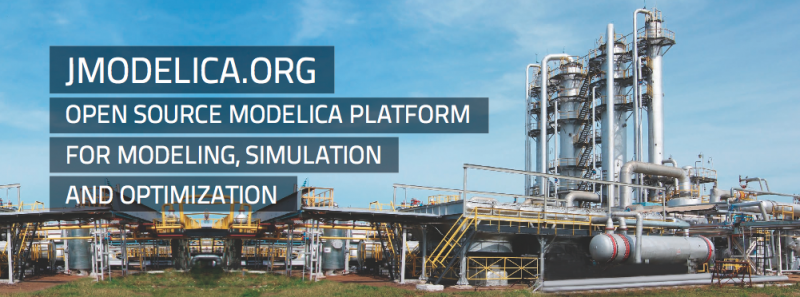 JMODELICA.ORG
OPEN SOURCE MODELICA PLATFORM
FOR MODELING, SIMULATION
AND OPTIMIZATION